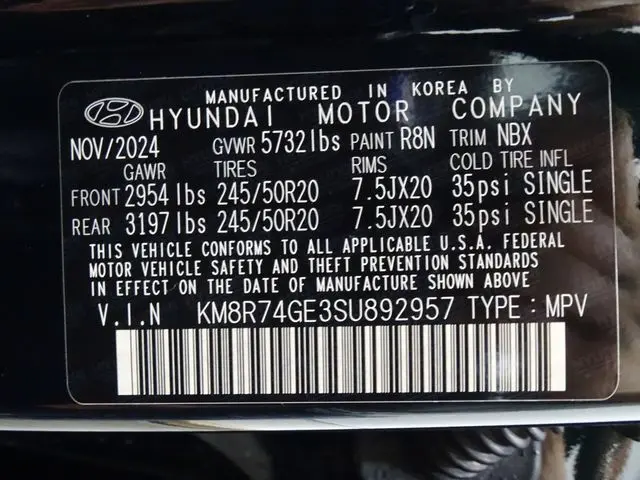 MANUFACTURED IN KOREA BY
HYUNDAI MOTOR COMPANY
NOV/2024 GVWR 5732lbs PAINT R8N TRIM NBX
GAWR TIRES RIMS COLD TIRE INFL
FRONT 2954lbs 245/50R20 7.5JX20 35psi SINGLE
REAR 3197lbs 245/50R20 7.5JX20 35psi SINGLE
THIS VEHICLE CONFORMS TO ALL APPLICABLE U.S.A. FEDERAL
MOTOR VEHICLE SAFETY AND THEFT PREVENTION STANDARDS
IN EFFECT ON THE DATE OF MANUFACTURE SHOWN ABOVE.
V.I.N KM8R74GE3SU892957 TYPE : MPV